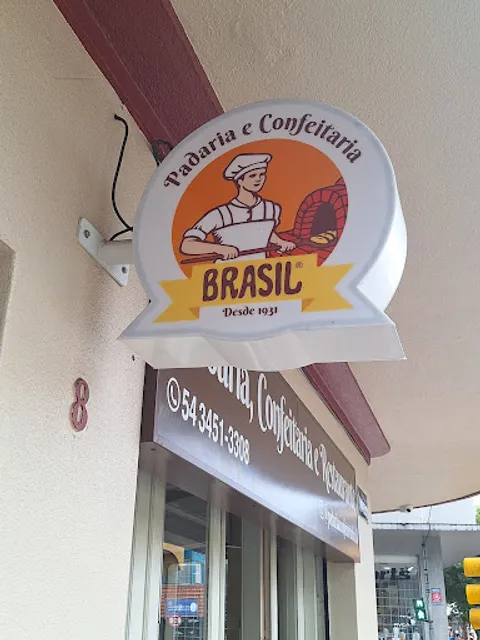 Padaria e Confeitaria
BRASIL®
Desde 1931
8
Confeitaria e Restaurante
54 3451-3308